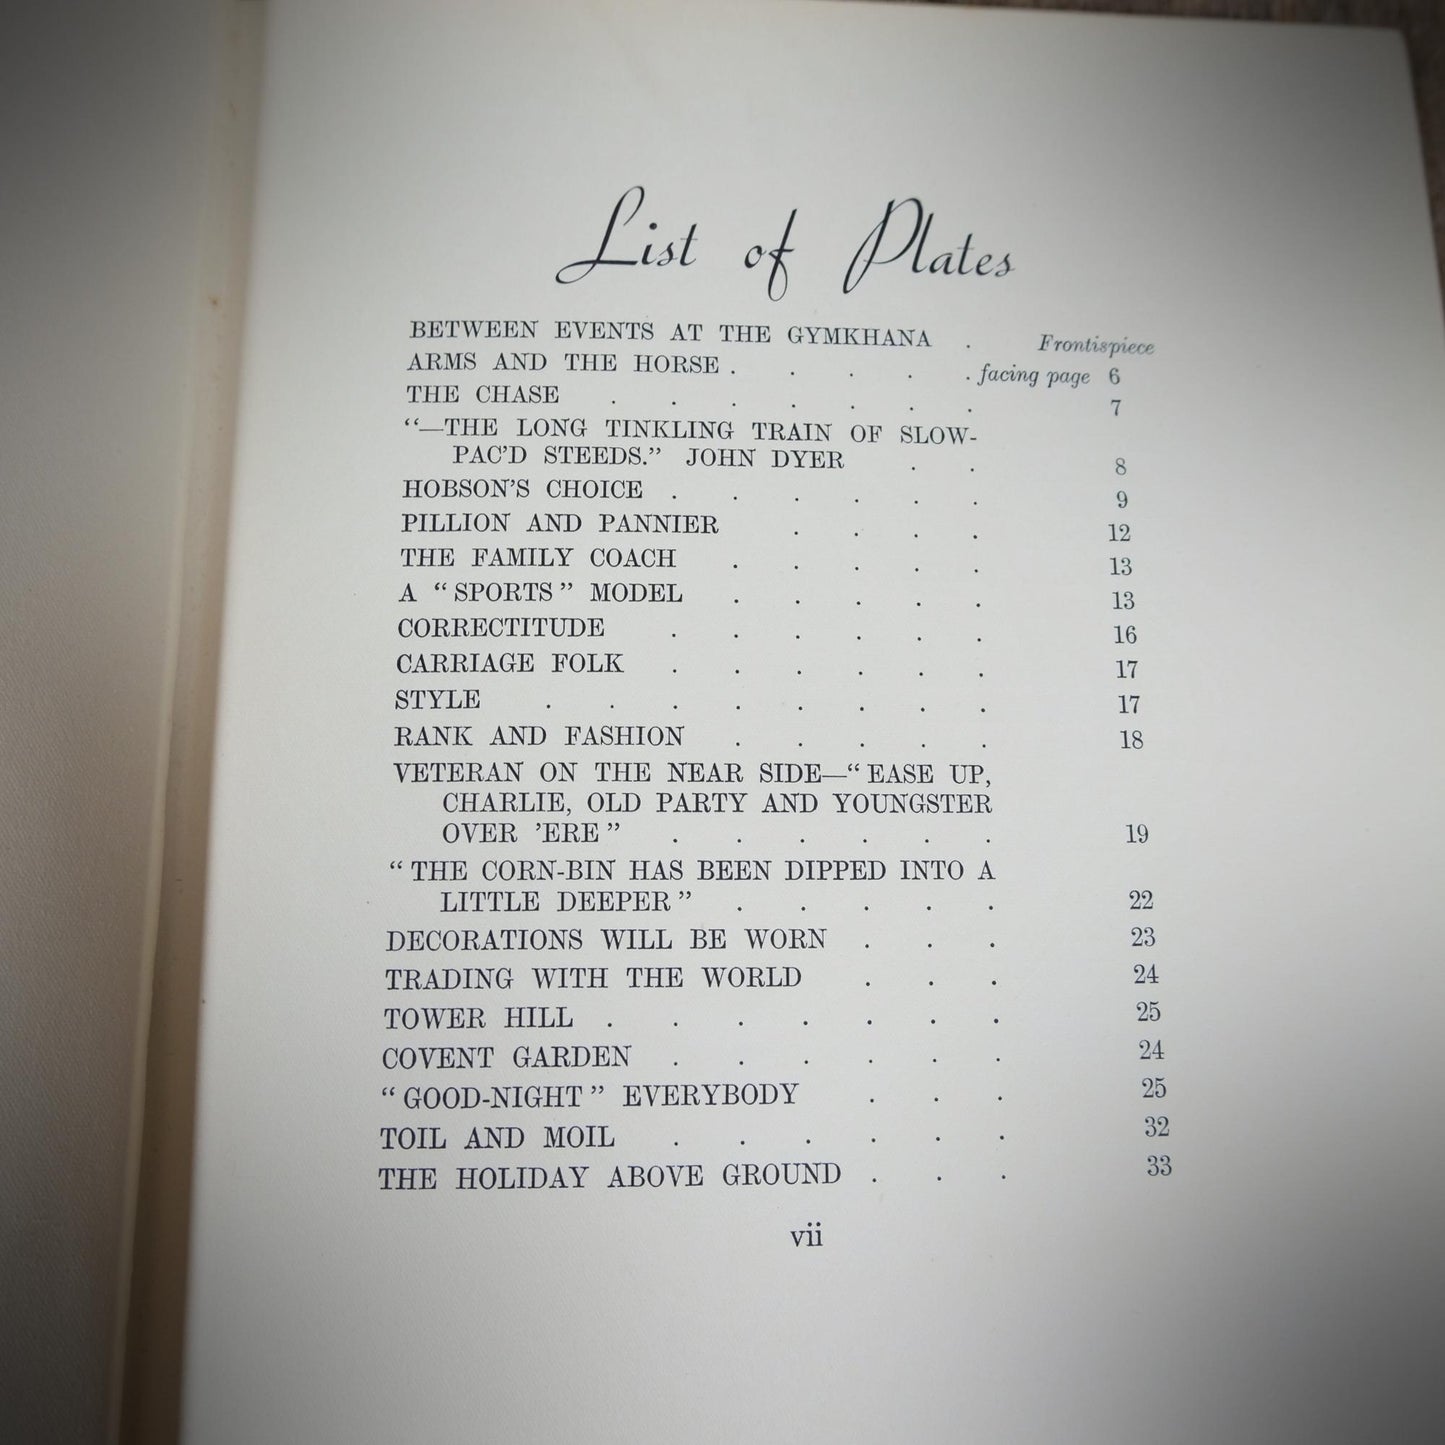 List of Plates
BETWEEN EVENTS AT THE GYMKHANA . Frontispiece
ARMS AND THE HORSE . . . . . facing page 6
THE CHASE . . . . . . . 7
“—THE LONG TINKLING TRAIN OF SLOW-
PAC’D STEEDS.” JOHN DYER . . 8
HOBSON’S CHOICE . . . . . . 9
PILLION AND PANNIER . . . . 12
THE FAMILY COACH . . . . . 13
A “SPORTS” MODEL . . . . . 13
CORRECTITUDE . . . . . . 16
CARRIAGE FOLK . . . . . . 17
STYLE . . . . . . . . 17
RANK AND FASHION . . . . . 18
VETERAN ON THE NEAR SIDE—“EASE UP,
CHARLIE, OLD PARTY AND YOUNGSTER
OVER ’ERE” . . . . . . 19
“THE CORN-BIN HAS BEEN DIPPED INTO A
LITTLE DEEPER” . . . . . 22
DECORATIONS WILL BE WORN . . . 23
TRADING WITH THE WORLD . . . 24
TOWER HILL . . . . . . . 25
COVENT GARDEN . . . . . . 24
“GOOD-NIGHT” EVERYBODY . . . 25
TOIL AND MOIL . . . . . . 32
THE HOLIDAY ABOVE GROUND . . . 33
vii